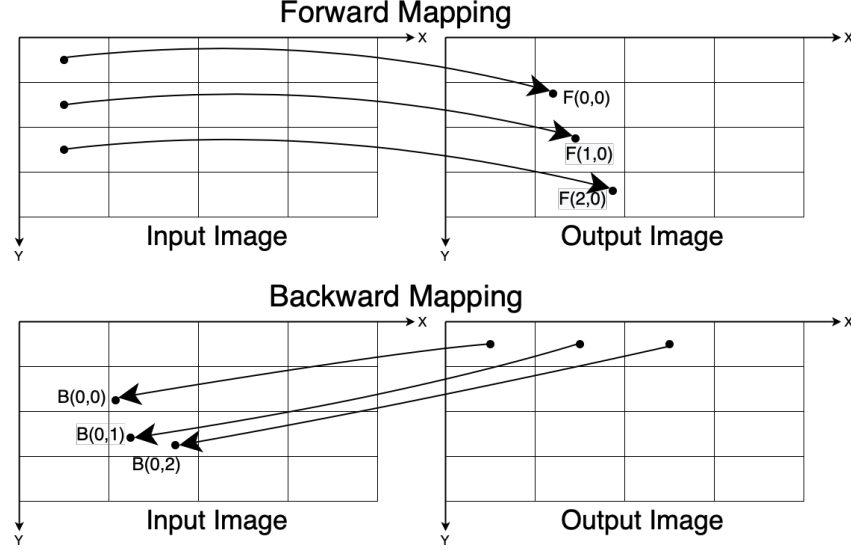 Forward Mapping
X
X
F(0,0)
F(1,0)
F(2,0)
Input Image
Output Image
Y
Y
Backward Mapping
X
X
B(0,0)
B(0,1)
B(0,2)
Input Image
Output Image
Y
Y